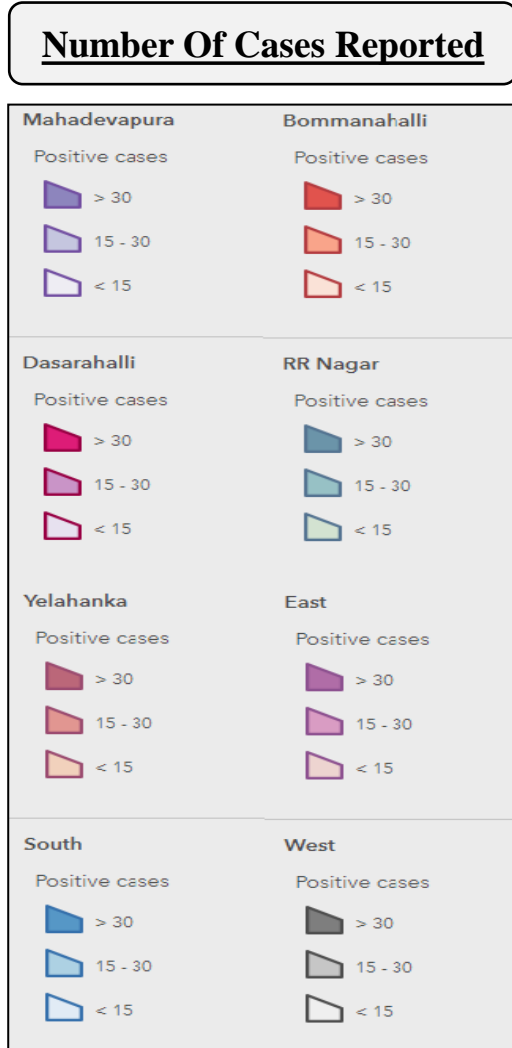 Number Of Cases Reported
Mahadevapura
Positive cases
> 30
15 - 30
< 15
Bommanahalli
Positive cases
> 30
15 - 30
< 15
Dasarahalli
Positive cases
> 30
15 - 30
< 15
RR Nagar
Positive cases
> 30
15 - 30
< 15
Yelahanka
Positive cases
> 30
15 - 30
< 15
East
Positive cases
> 30
15 - 30
< 15
South
Positive cases
> 30
15 - 30
< 15
West
Positive cases
> 30
15 - 30
< 15